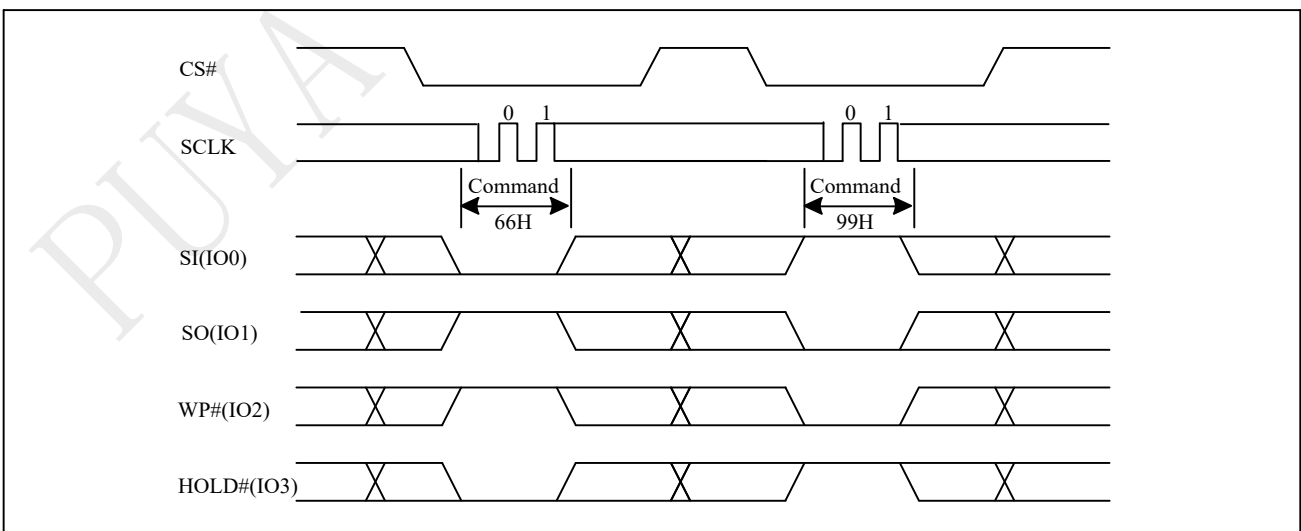 PUYA
CS#
0 1 0 1
SCLK
Command Command
66H 99H
SI(IO0)
SO(IO1)
WP#(IO2)
HOLD#(IO3)